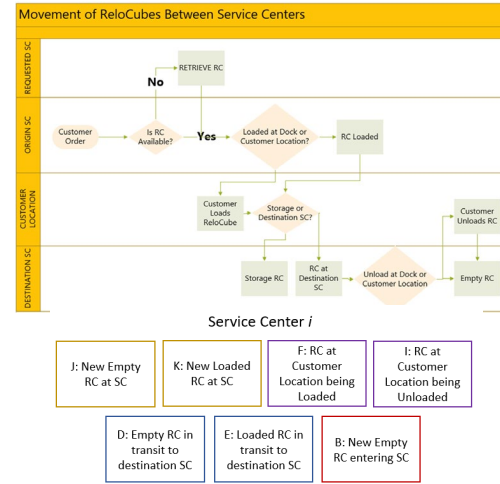 Movement of ReloCubes Between Service Centers
REQUESTED SC
RETRIEVE RC
No
ORIGIN SC
Customer
Order
Is RC
Available?
Yes
Loaded at Dock or
Customer Location?
RC Loaded
CUSTOMER
LOCATION
Customer
Loads
ReloCube
Storage or
Destination SC?
Customer
Unloads RC
DESTINATION SC
Storage RC
RC at
Destination
SC
Unload at Dock or
Customer Location
Empty RC
Service Center i
J: New Empty
RC at SC
K: New Loaded
RC at SC
F: RC at
Customer
Location being
Loaded
I: RC at
Customer
Location being
Unloaded
D: Empty RC in
transit to
destination SC
E: Loaded RC in
transit to
destination SC
B: New Empty
RC entering SC